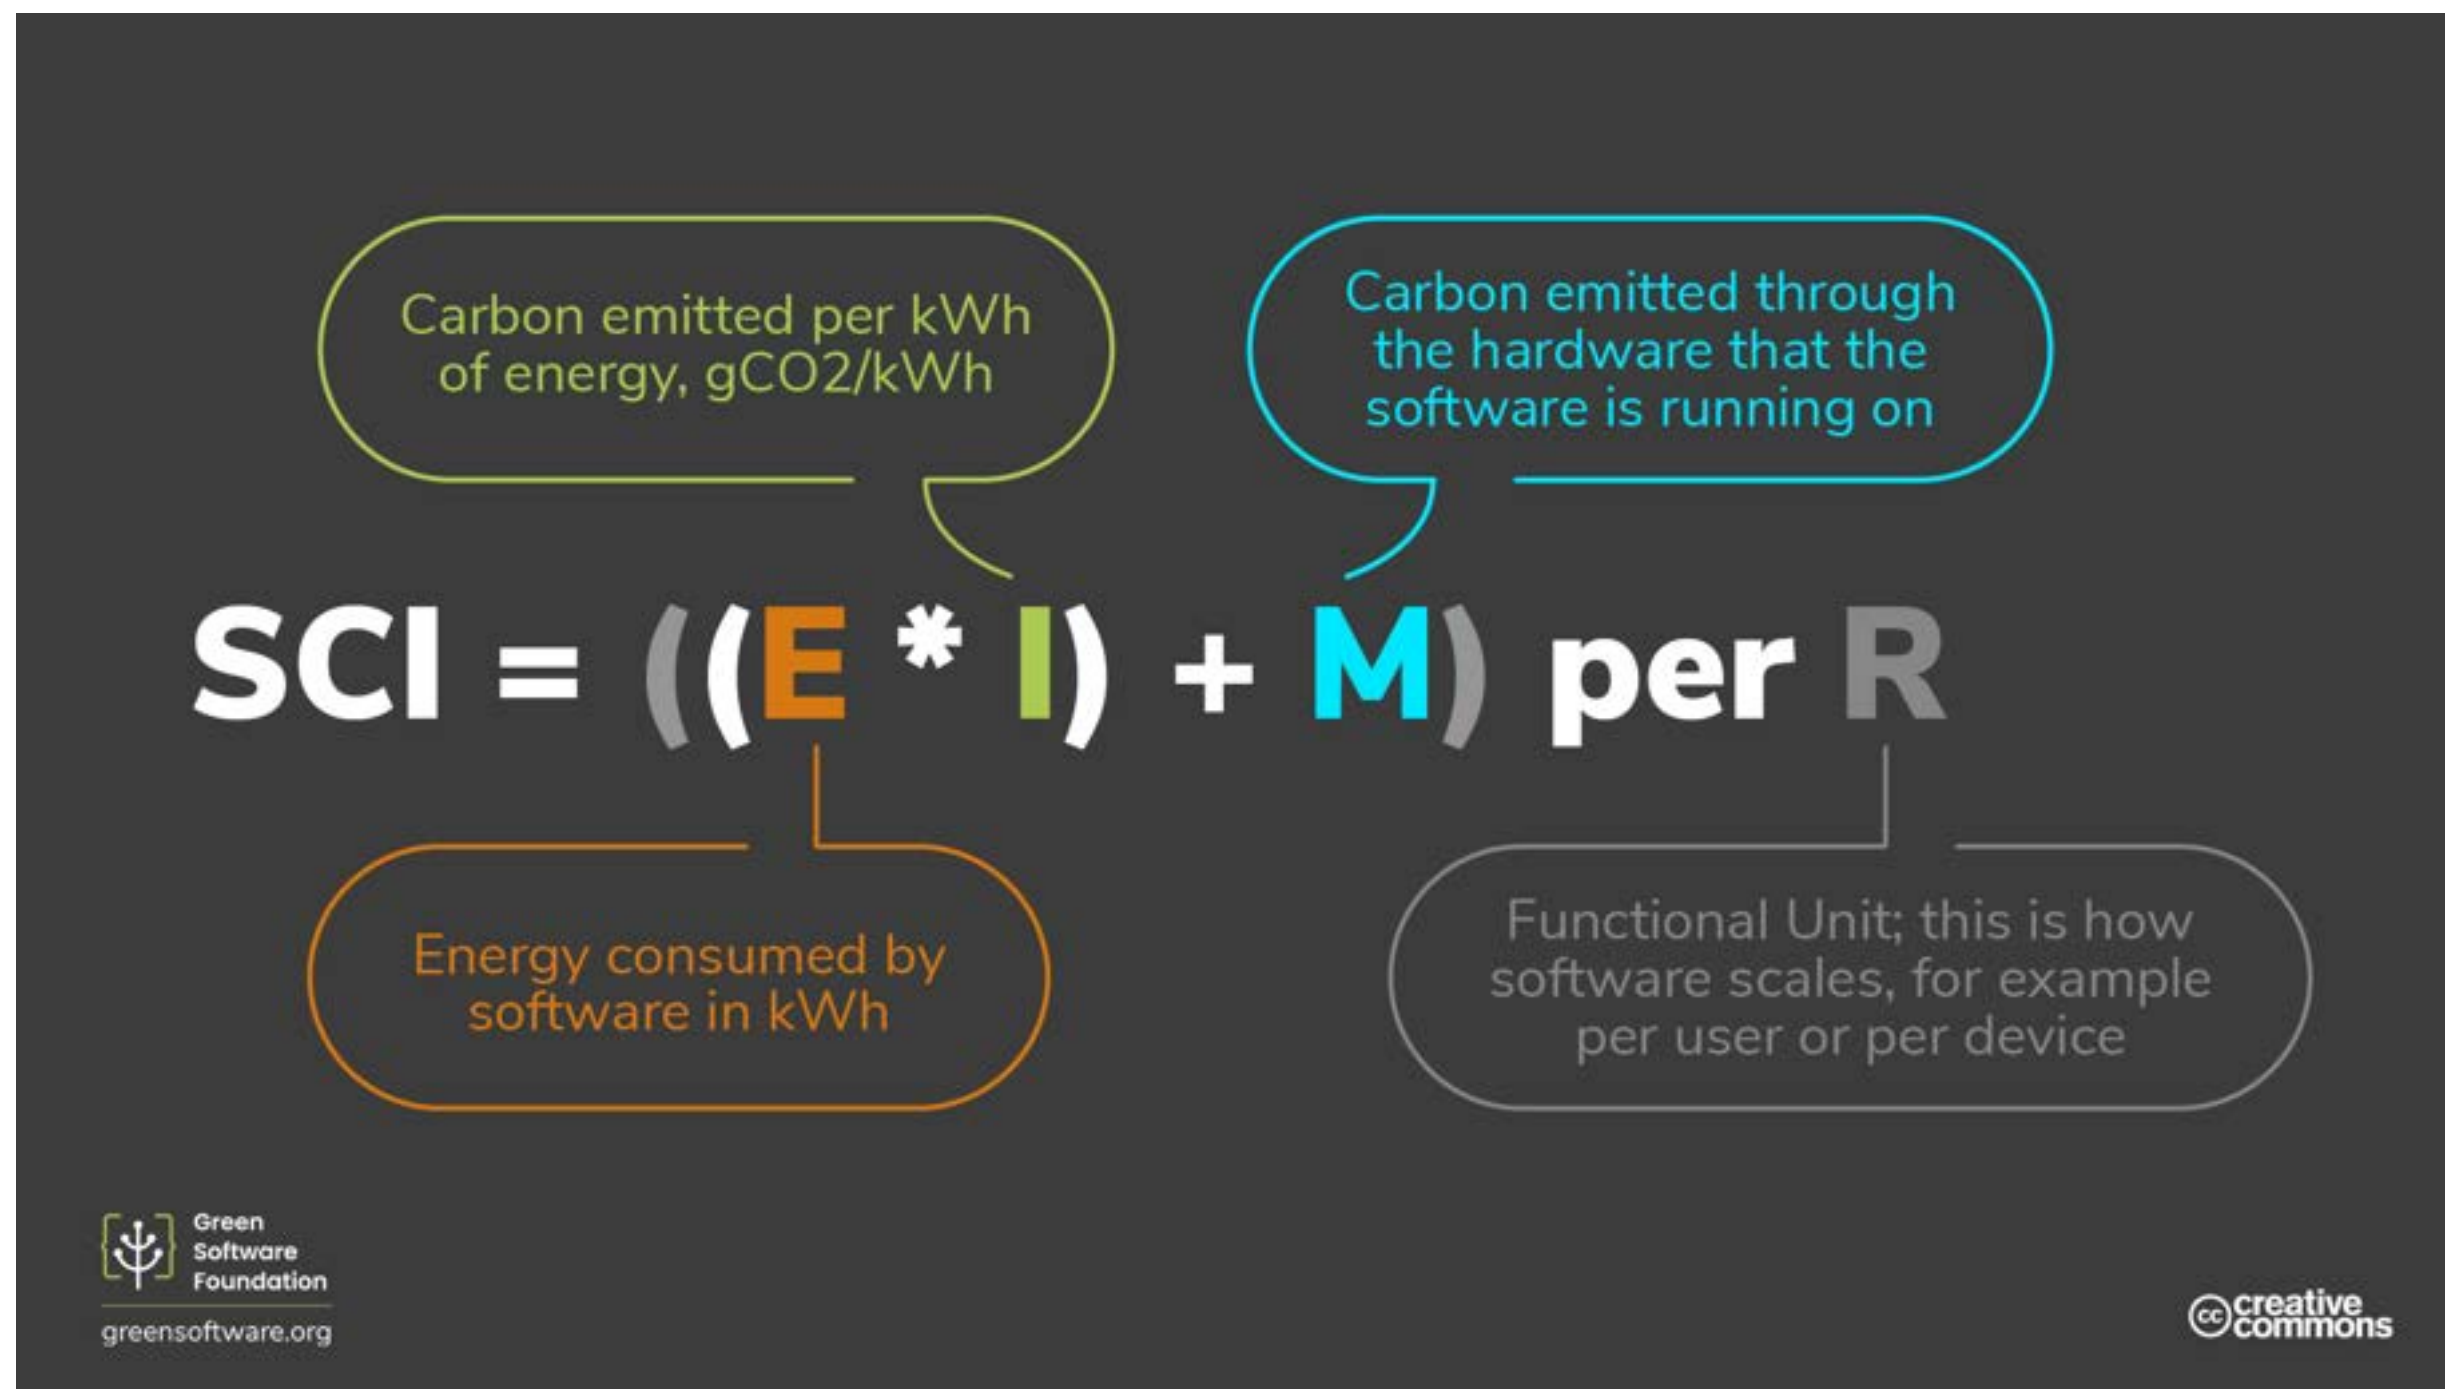 Carbon emitted per kWh
of energy, gCO2/kWh
Carbon emitted through
the hardware that the
software is running on
SCI = ((E * I) + M) per R
Energy consumed by
software in kWh
Functional Unit; this is how
software scales, for example
per user or per device
Green
Software
Foundation
greensoftware.org
cc creative
commons